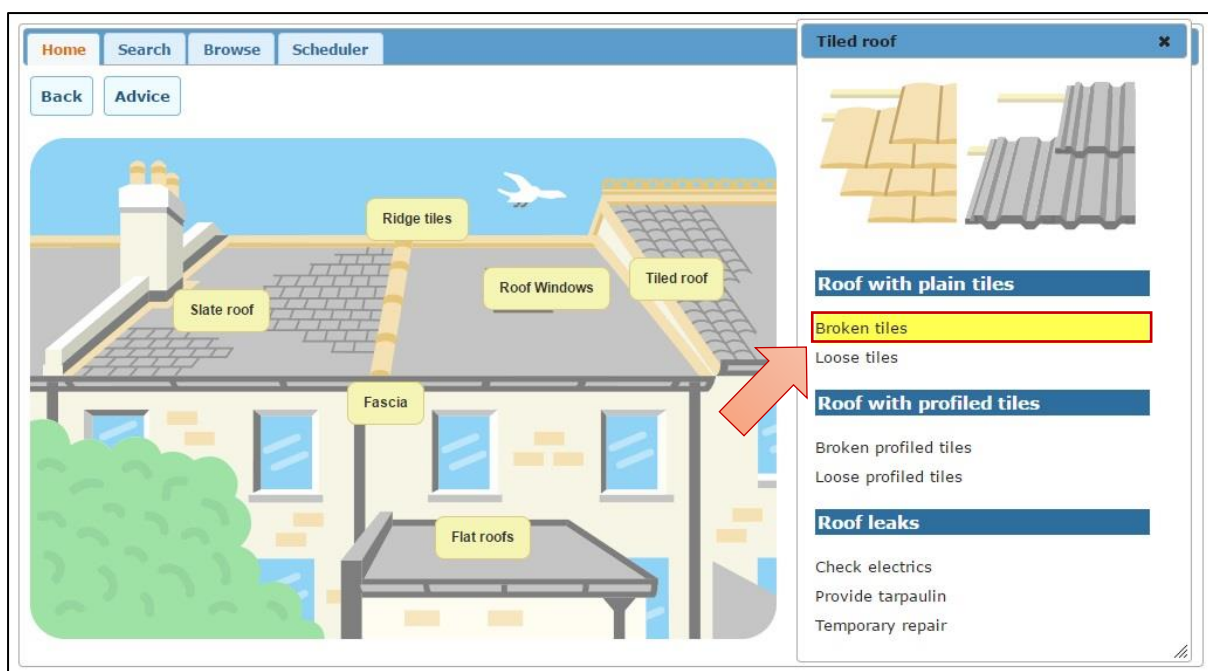 Home Search Browse Scheduler
Back Advice
Ridge tiles
Tiled roof
Roof Windows
Slate roof
Fascia
Flat roofs
Tiled roof ✖
Roof with plain tiles
Broken tiles
Loose tiles
Roof with profiled tiles
Broken profiled tiles
Loose profiled tiles
Roof leaks
Check electrics
Provide tarpaulin
Temporary repair